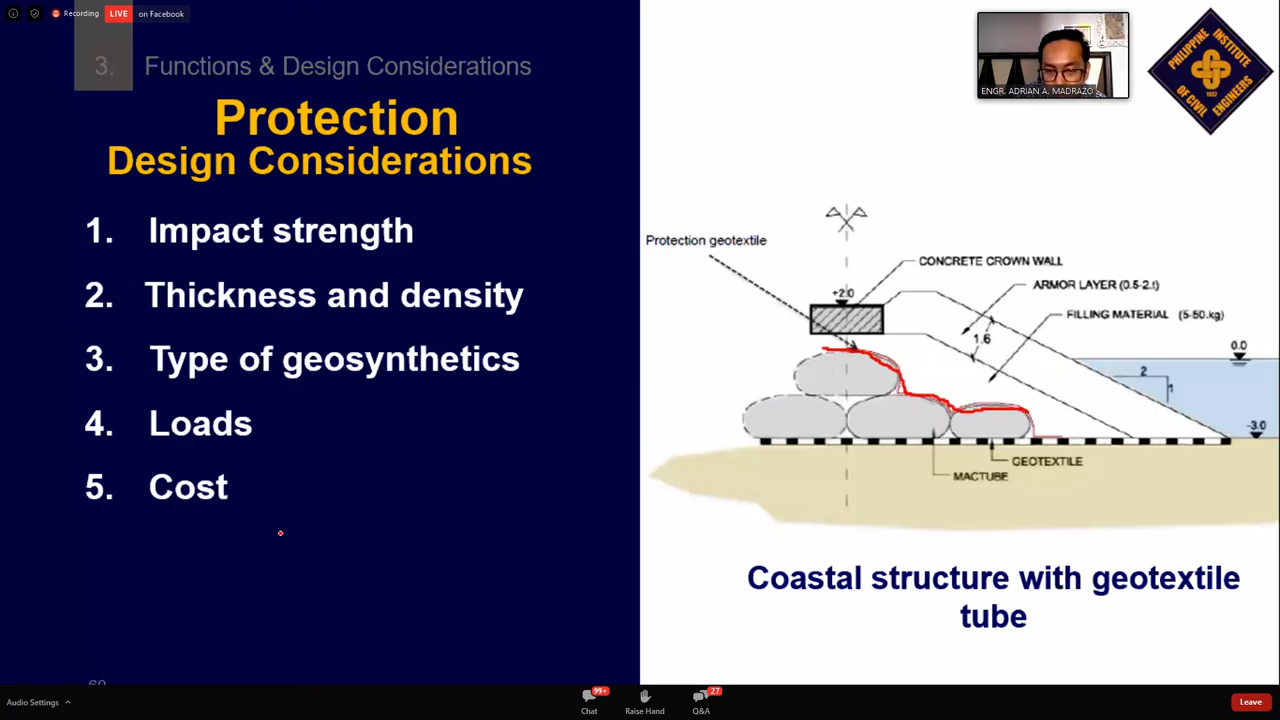 Recording
LIVE
on Facebook
3. Functions & Design Considerations
Protection
Design Considerations
1. Impact strength
2. Thickness and density
3. Type of geosynthetics
4. Loads
5. Cost
ENGR. ADRIAN A. MADRAZO
PHILIPPINE INSTITUTE
OF CIVIL ENGINEERS
Protection geotextile
CONCRETE CROWN WALL
ARMOR LAYER (0.5-2.t)
FILLING MATERIAL (5-50.kg)
+2.0
1.6
0.0
2
1
-3.0
GEOTEXTILE
MACTUBE
Coastal structure with geotextile
tube
Audio Settings
99+
Chat
Raise Hand
27
Q&A
Leave